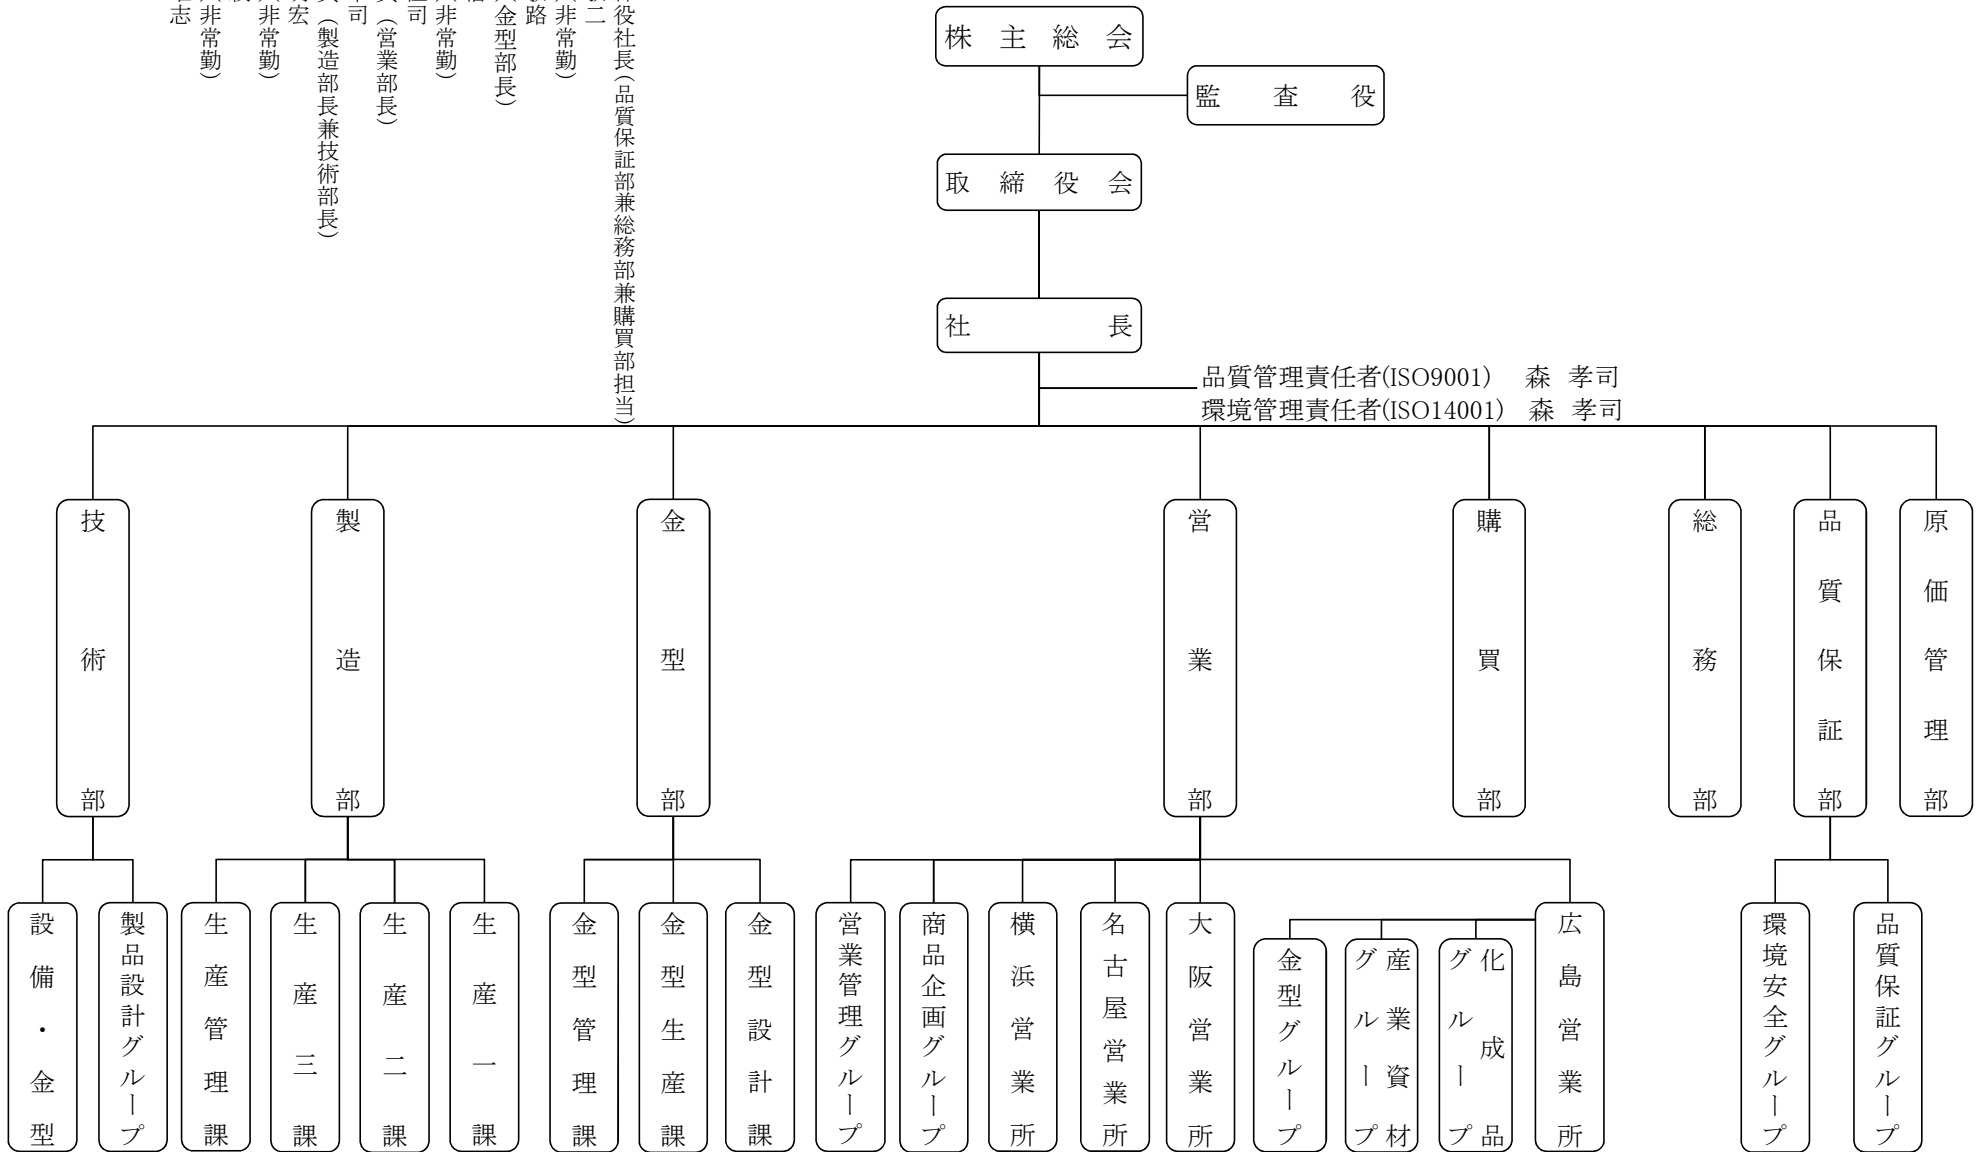 株主総会
監査役
取締役会
社長
品質管理責任者(ISO9001) 森 孝司
環境管理責任者(ISO14001) 森 孝司
締役社長(品質保証部兼総務部兼購買部担当)
二
(非常勤)
路
(金型部長)
(非常勤)
司
(営業部長)
司
(製造部長兼技術部長)
宏
(非常勤)
(非常勤)
志
原価管理部
品質保証部
総務部
購買部
営業部
金型部
製造部
技術部
品質保証グループ
環境安全グループ
広島営業所
化成品グループ
産業資材グループ
金型グループ
大阪営業所
名古屋営業所
横浜営業所
商品企画グループ
営業管理グループ
金型設計課
金型生産課
金型管理課
生産一課
生産二課
生産三課
生産管理課
製品設計グループ
設備・金型